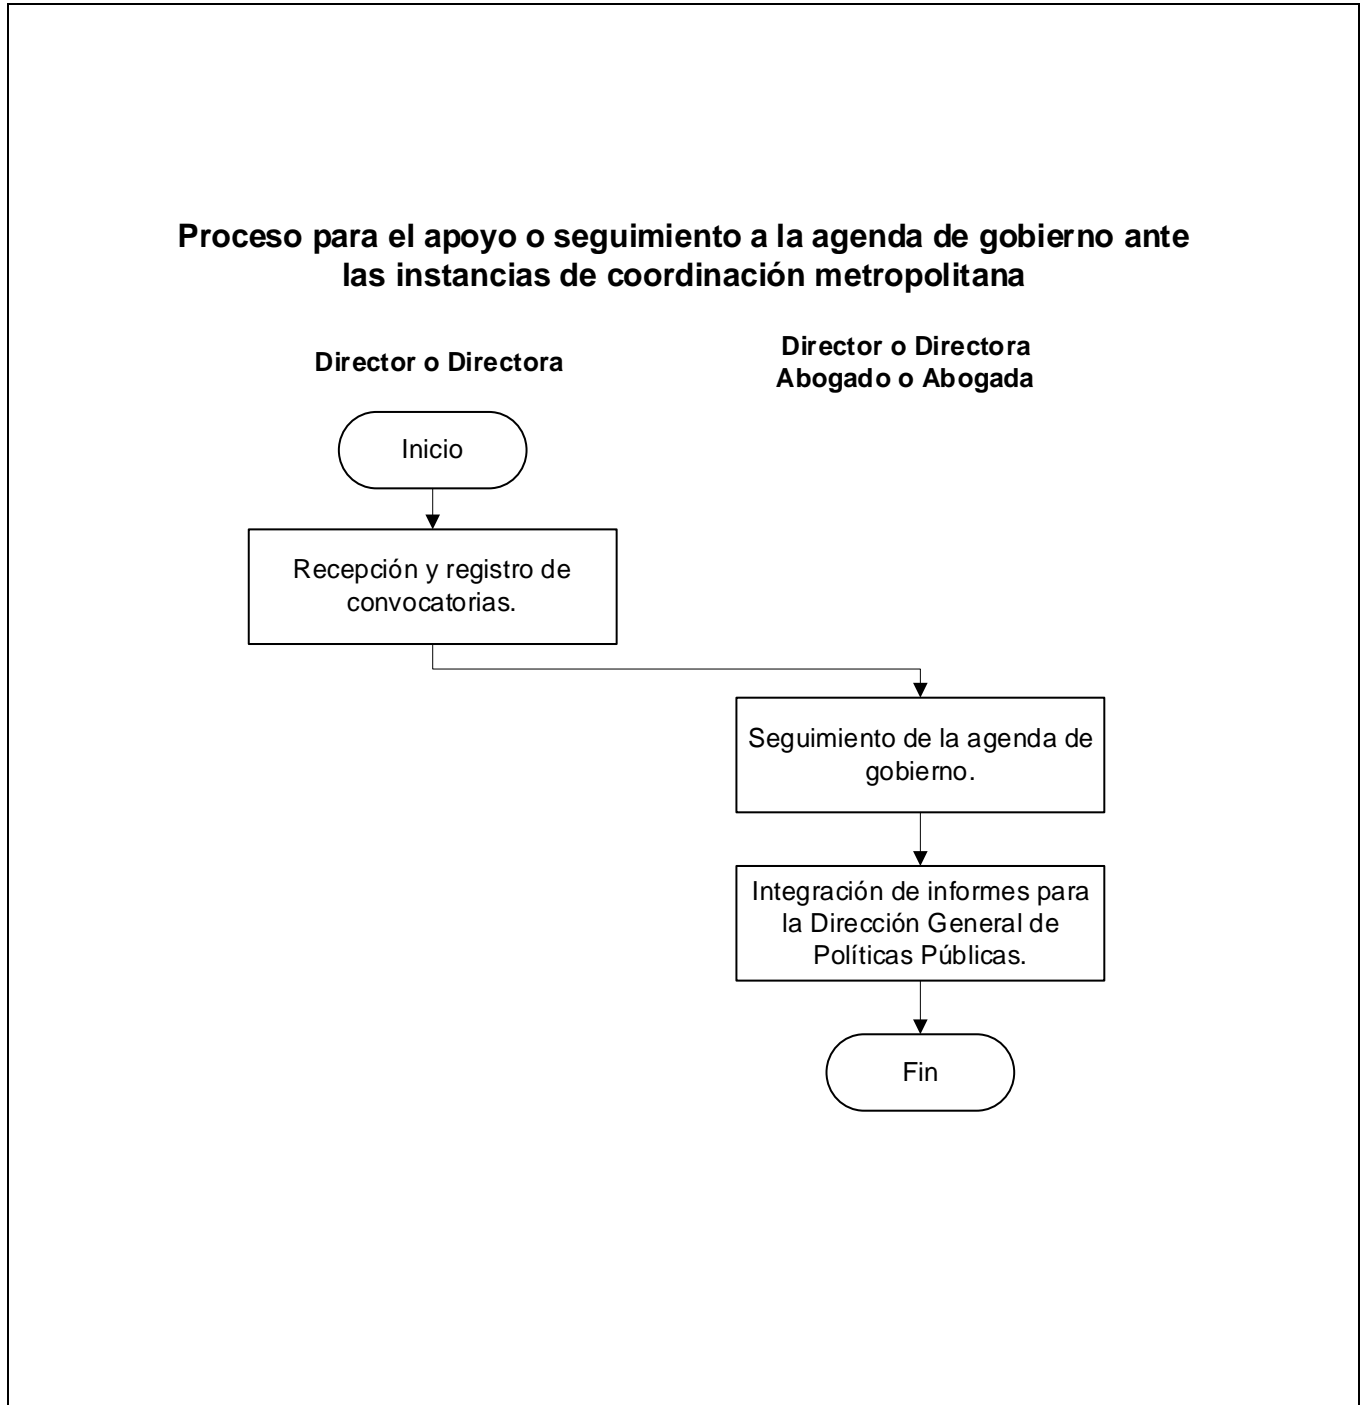 Proceso para el apoyo o seguimiento a la agenda de gobierno ante
las instancias de coordinación metropolitana
Director o Directora
Director o Directora
Abogado o Abogada
Inicio
Recepción y registro de
convocatorias.
Seguimiento de la agenda de
gobierno.
Integración de informes para
la Dirección General de
Políticas Públicas.
Fin